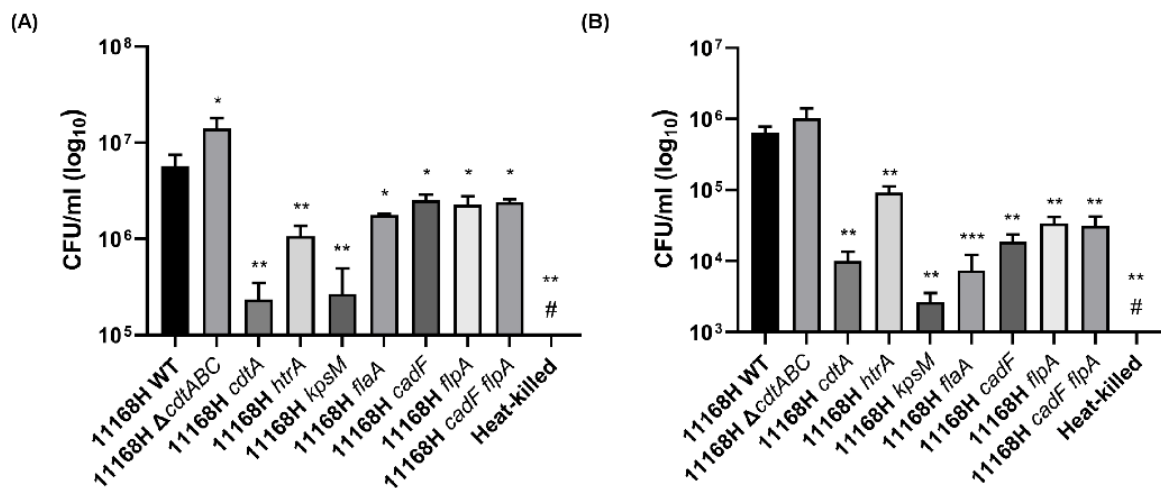 (A)
CFU/ml (log10)
10⁸
10⁷
10⁶
10⁵
*
**
**
**
*
*
*
*
**
#
11168H WT
11168H ΔcdtABC
11168H cdtA
11168H htrA
11168H kpsM
11168H flaA
11168H cadF
11168H flpA
11168H cadF flpA
Heat-killed
(B)
CFU/ml (log10)
10⁷
10⁶
10⁵
10⁴
10³
**
**
**
***
**
**
**
**
#
11168H WT
11168H ΔcdtABC
11168H cdtA
11168H htrA
11168H kpsM
11168H flaA
11168H cadF
11168H flpA
11168H cadF flpA
Heat-killed